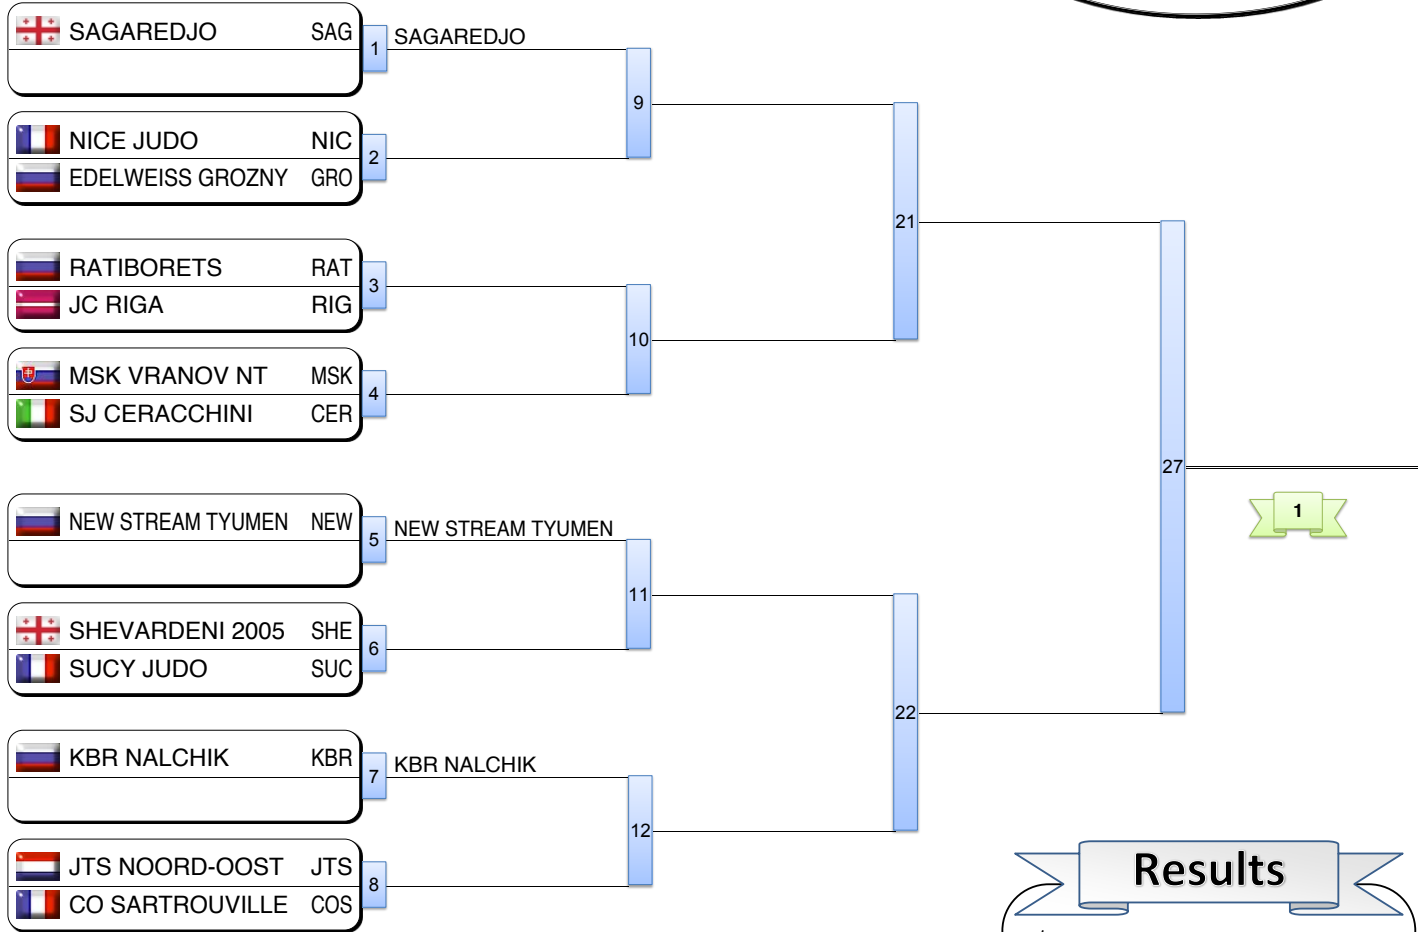 SAGAREDJO SAG
1 SAGAREDJO
9
NICE JUDO NIC
2
EDELWEISS GROZNY GRO
21
RATIBORETS RAT
3
JC RIGA RIG
10
MSK VRANOV NT MSK
4
SJ CERACCHINI CER
27
1
NEW STREAM TYUMEN NEW
5 NEW STREAM TYUMEN
11
SHEVARDENI 2005 SHE
6
SUCY JUDO SUC
22
KBR NALCHIK KBR
7 KBR NALCHIK
12
JTS NOORD-OOST JTS
8
CO SARTROUVILLE COS
Results